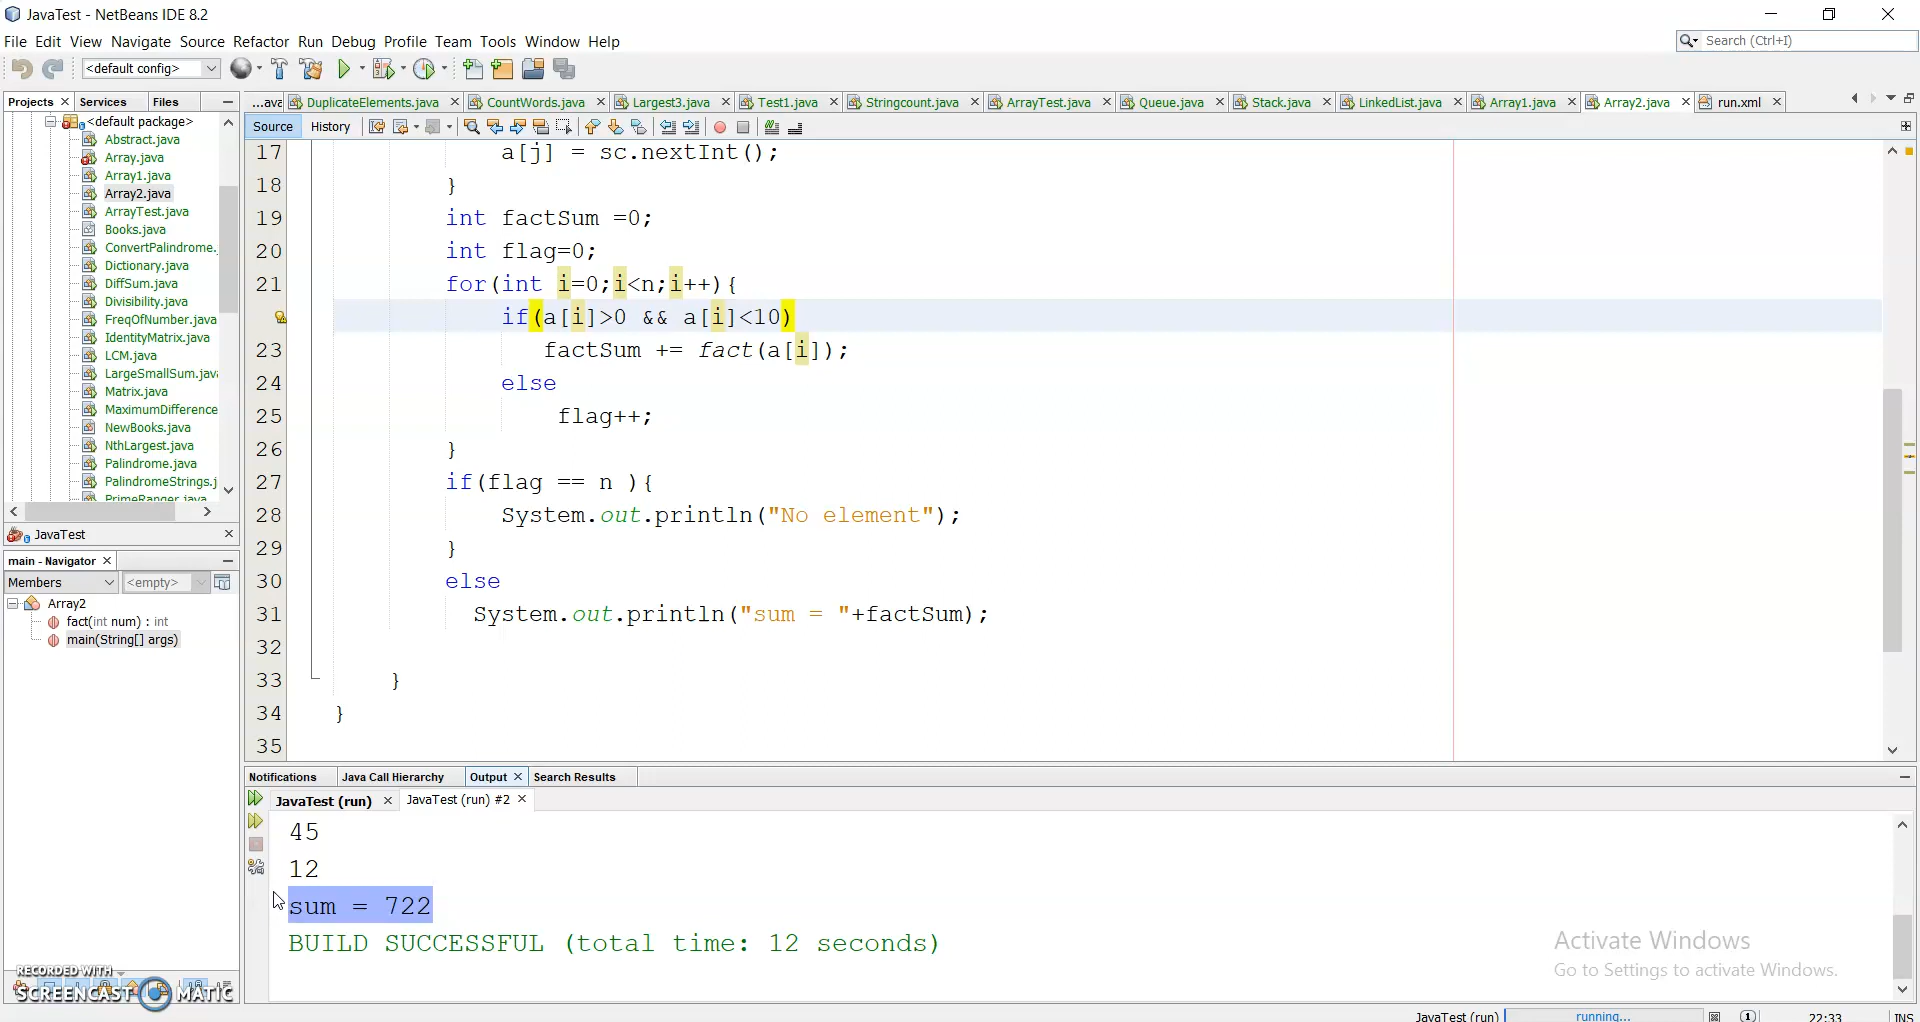 JavaTest - NetBeans IDE 8.2
File Edit View Navigate Source Refactor Run Debug Profile Team Tools Window Help
Search (Ctrl+I)
<default config>
Projects Services Files
...ava DuplicateElements.java CountWords.java Largest3.java Test1.java Stringcount.java ArrayTest.java Queue.java Stack.java LinkedList.java Array1.java Array2.java run.xml
Source History
<default package>
Abstract.java
Array.java
Array1.java
Array2.java
ArrayTest.java
Books.java
ConvertPalindrome.
Dictionary.java
DiffSum.java
Divisibility.java
FreqOfNumber.java
IdentityMatrix.java
LCM.java
LargeSmallSum.java
Matrix.java
MaximumDifference
NewBooks.java
NthLargest.java
Palindrome.java
PalindromeStrings.j
PrimeRanger.java
JavaTest
main - Navigator
Members <empty>
Array2
fact(int num) : int
main(String[] args)
17 a[j] = sc.nextInt();
18 }
19 int factSum =0;
20 int flag=0;
21 for(int i=0;i<n;i++){
if(a[i]>0 && a[i]<10)
23 factSum += fact(a[i]);
24 else
25 flag++;
26 }
27 if(flag == n ){
28 System.out.println("No element");
29 }
30 else
31 System.out.println("sum = "+factSum);
32
33 }
34 }
35
Notifications Java Call Hierarchy Output Search Results
JavaTest (run) JavaTest (run) #2
45
12
sum = 722
BUILD SUCCESSFUL (total time: 12 seconds)
Activate Windows
Go to Settings to activate Windows.
RECORDED WITH
SCREENCAST MATIC
JavaTest (run) running... 1 22:33 INS